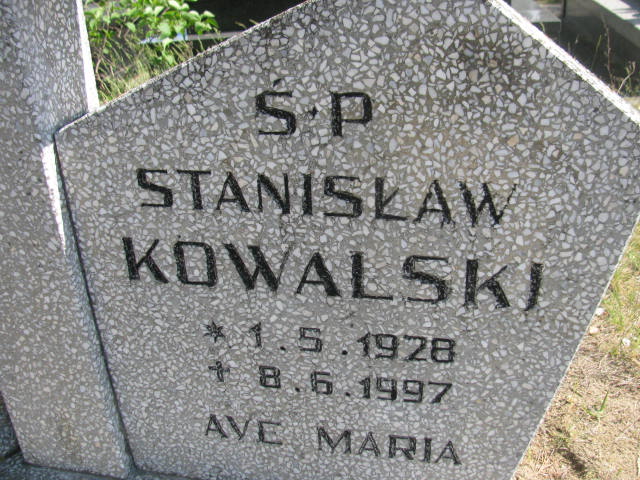 Ś·P
STANISŁAW
KOWALSKI
* 1.5.1928
† 8.6.1997
AVE MARIA